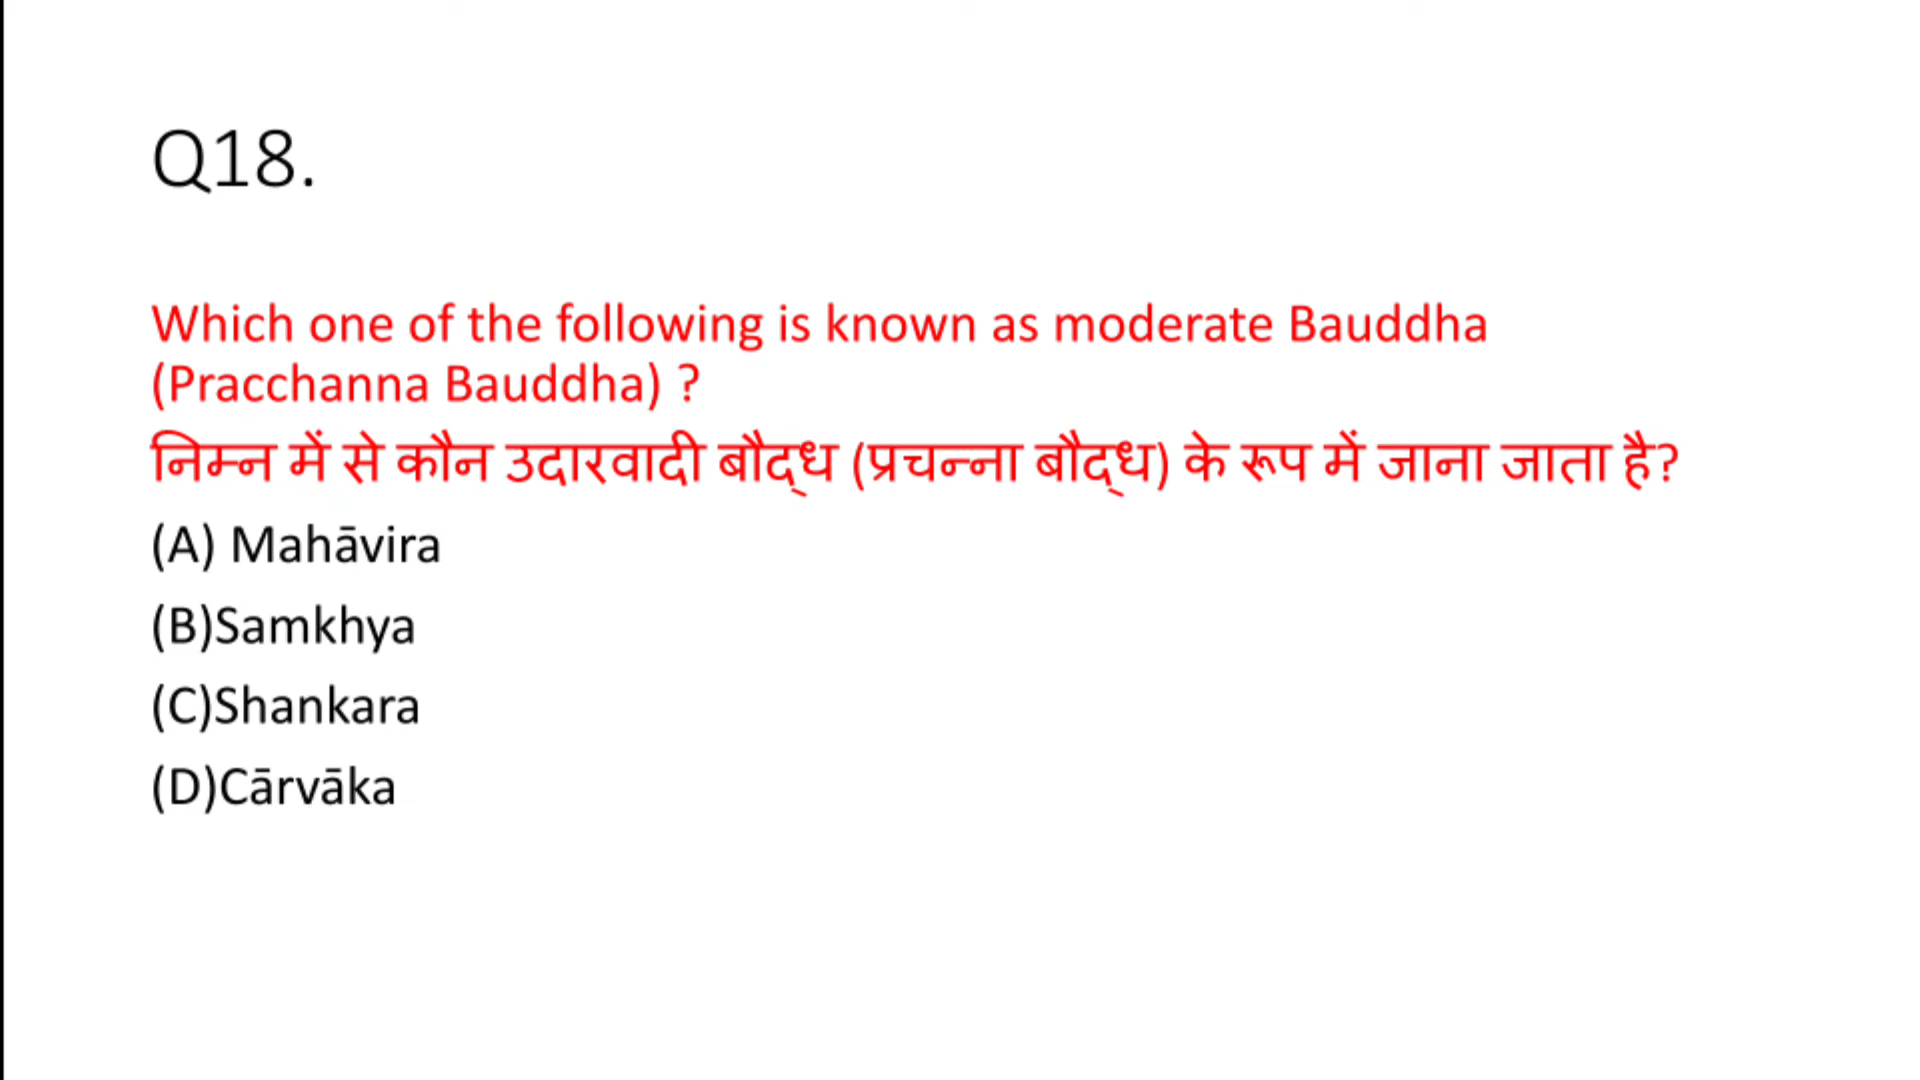 Q18.
Which one of the following is known as moderate Bauddha
(Pracchanna Bauddha) ?
निम्न में से कौन उदारवादी बौद्ध (प्रचन्ना बौद्ध) के रूप में जाना जाता है?
(A) Mahāvira
(B)Samkhya
(C)Shankara
(D)Cārvāka